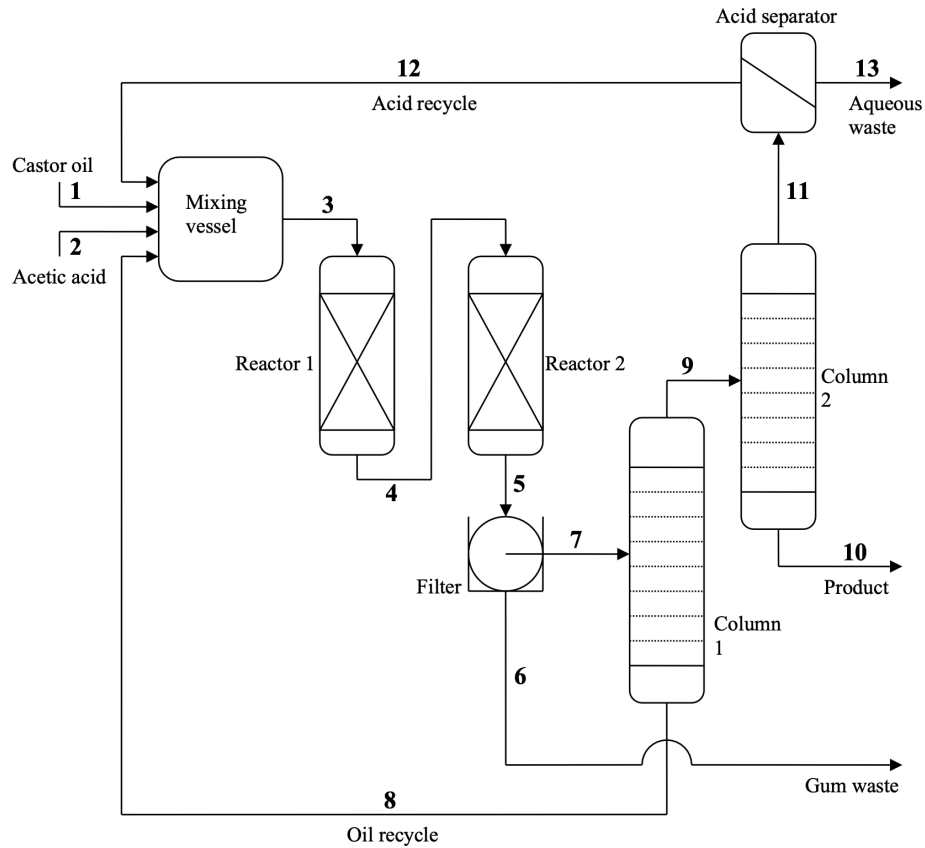 Acid separator
12
13
Acid recycle
Aqueous
waste
Castor oil
1
Mixing
vessel
3
11
2
Acetic acid
Reactor 1
Reactor 2
9
Column
2
4
5
7
10
Filter
Product
Column
1
6
Gum waste
8
Oil recycle